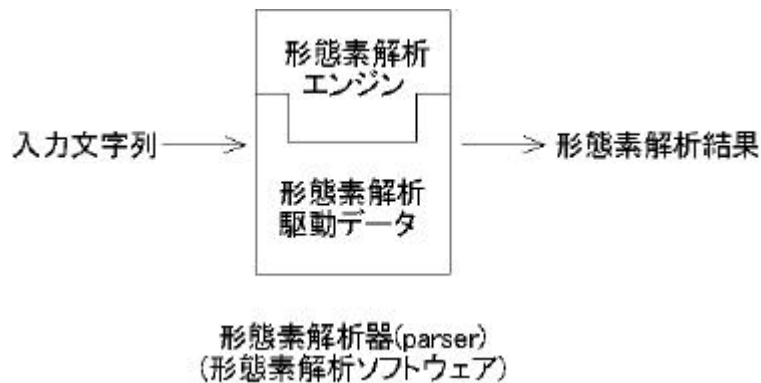 形態素解析
エンジン
入力文字列
形態素解析結果
形態素解析
駆動データ
形態素解析器(parser)
(形態素解析ソフトウェア)